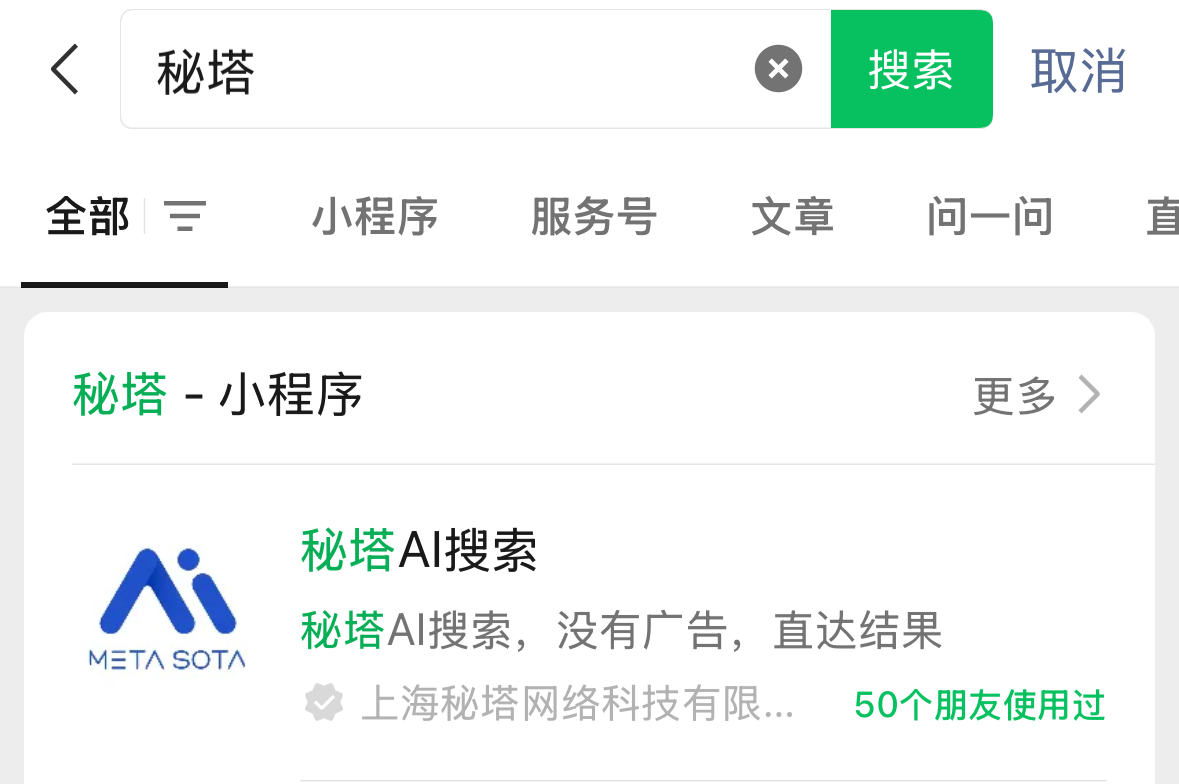 秘塔 搜索 取消
全部 小程序 服务号 文章 问一问 直
秘塔 - 小程序 更多
秘塔AI搜索
秘塔AI搜索，没有广告，直达结果
META SOTA
上海秘塔网络科技有限... 50个朋友使用过